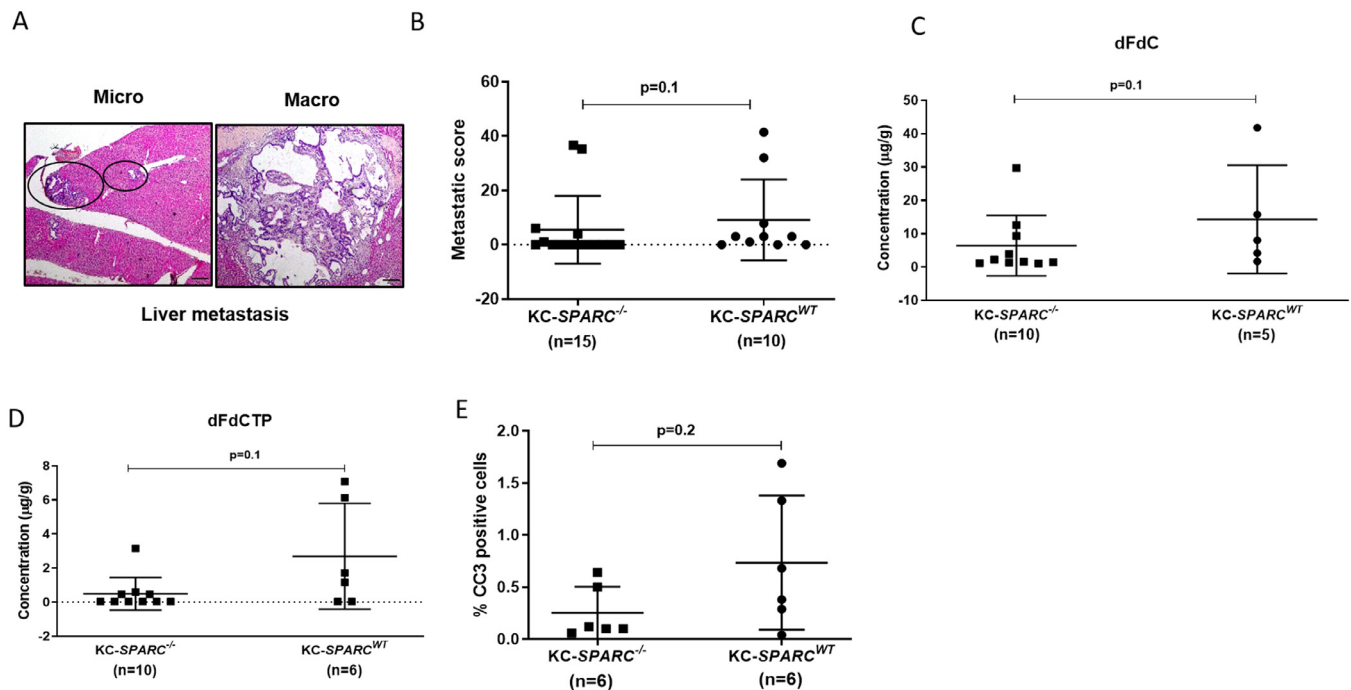 A
Micro
Macro
Liver metastasis
B
p=0.1
Metastatic score
60
40
20
0
-20
KC-SPARC-/-
(n=15)
KC-SPARCWT
(n=10)
C
dFdC
p=0.1
Concentration (µg/g)
50
40
30
20
10
0
-10
KC-SPARC-/-
(n=10)
KC-SPARCWT
(n=5)
D
dFdCTP
p=0.1
Concentration (µg/g)
8
6
4
2
0
-2
KC-SPARC-/-
(n=10)
KC-SPARCWT
(n=6)
E
p=0.2
% CC3 positive cells
2.0
1.5
1.0
0.5
0.0
KC-SPARC-/-
(n=6)
KC-SPARCWT
(n=6)